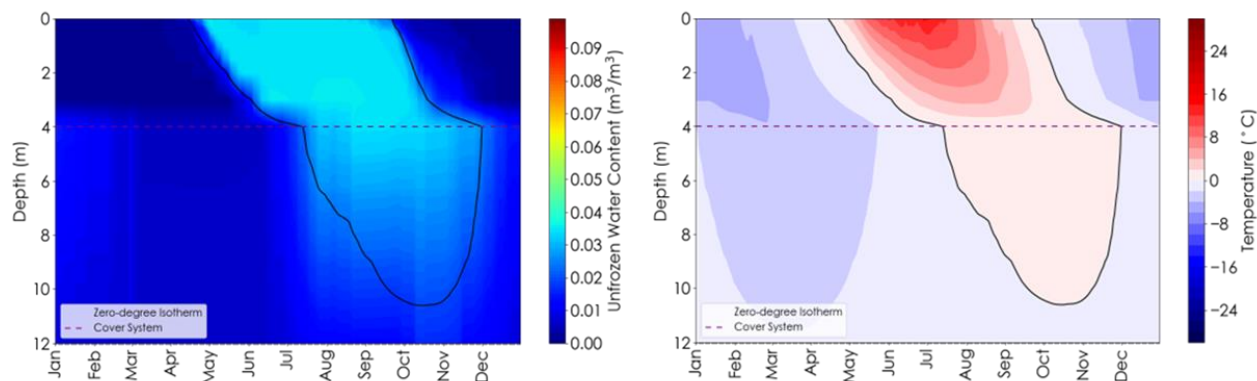 0
2
4
6
8
10
12
Depth (m)
Zero-degree Isotherm
Cover System
Jan
Feb
Mar
Apr
May
Jun
Jul
Aug
Sep
Oct
Nov
Dec
0.09
0.08
0.07
0.06
0.05
0.04
0.03
0.02
0.01
0.00
Unfrozen Water Content (m³/m³)
0
2
4
6
8
10
12
Depth (m)
Zero-degree Isotherm
Cover System
Jan
Feb
Mar
Apr
May
Jun
Jul
Aug
Sep
Oct
Nov
Dec
24
16
8
0
−8
−16
−24
Temperature (°C)